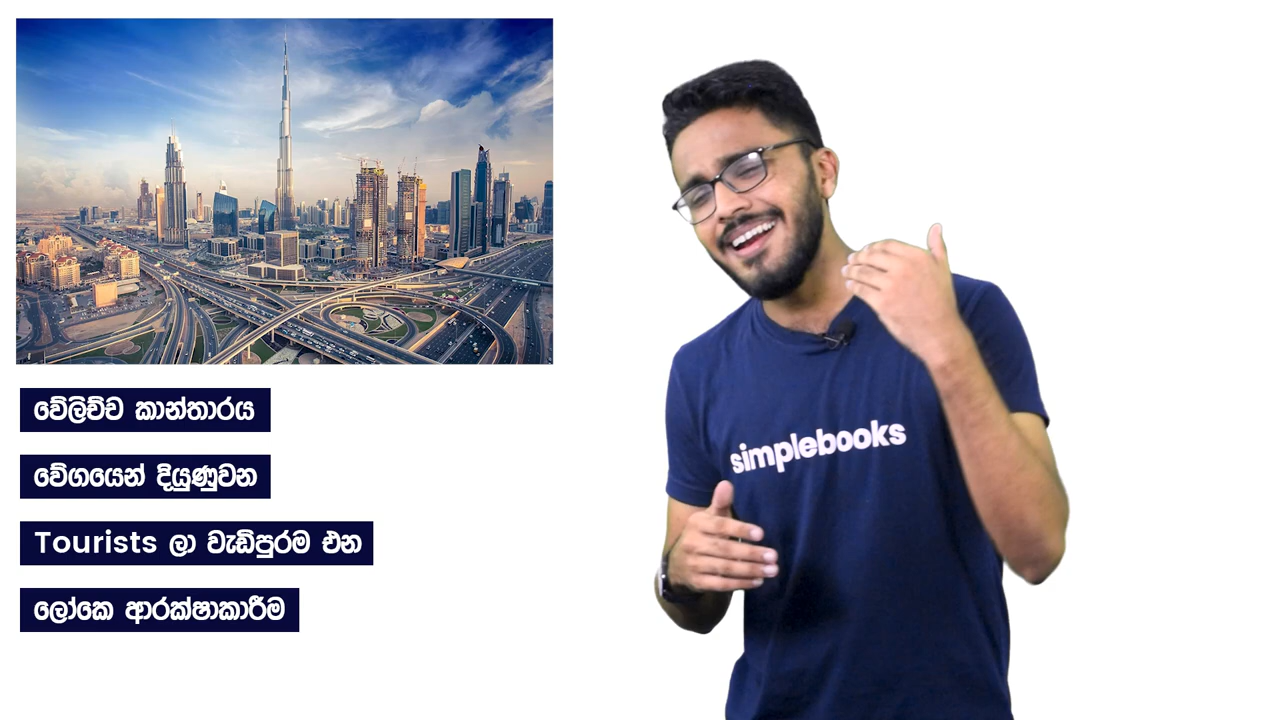 වේලිච්ච කාන්තාරය
වේගයෙන් දියුණුවන
Tourists ලා වැඩිපුරම එන
ලෝකෙ ආරක්ෂාකාරීම
simplebooks